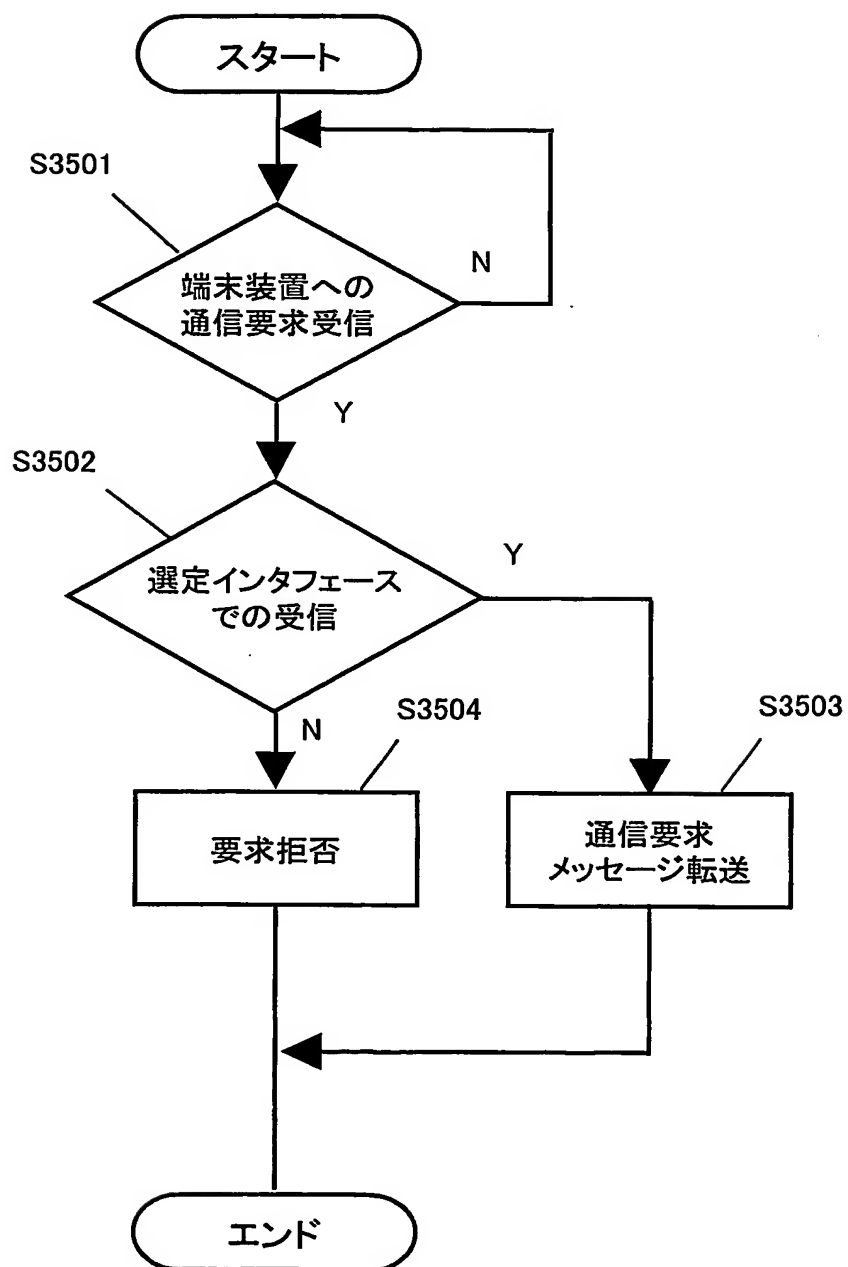 スタート
S3501
端末装置への
通信要求受信
N
Y
S3502
選定インタフェース
での受信
Y
N
S3504
S3503
要求拒否
通信要求
メッセージ転送
エンド